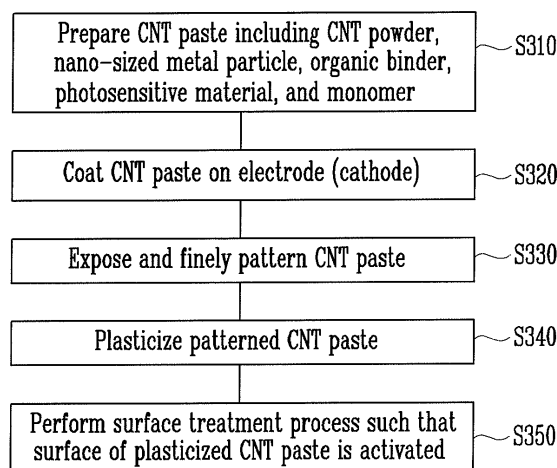 Prepare CNT paste including CNT powder,
nano-sized metal particle, organic binder,
photosensitive material, and monomer
S310
Coat CNT paste on electrode (cathode)
S320
Expose and finely pattern CNT paste
S330
Plasticize patterned CNT paste
S340
Perform surface treatment process such that
surface of plasticized CNT paste is activated
S350